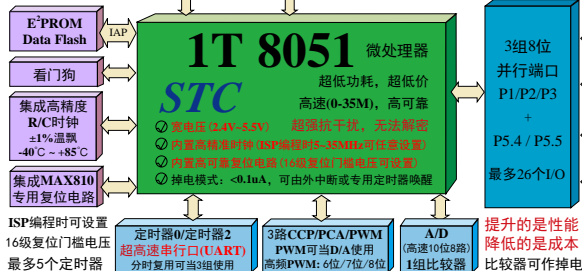 E²PROM
Data Flash
IAP
看门狗
集成高精度
R/C时钟
±1%温飘
-40℃ ~ +85℃
集成MAX810
专用复位电路
ISP编程时可设置
16级复位门槛电压
最多5个定时器
1T 8051 微处理器
STC
超低功耗，超低价
高速(0-35M)，高可靠
宽电压(2.4V~5.5V) 超强抗干扰，无法解密
内置高精准时钟(ISP编程时5~35MHz可任意设置)
内置高可靠复位电路(16级复位门槛电压可设置)
掉电模式：<0.1uA，可由外中断或专用定时器唤醒
3组8位
并行端口
P1/P2/P3
+
P5.4 / P5.5
最多26个I/O
定时器0/定时器2
超高速串行口(UART)
分时复用可当3组使用
3路CCP/PCA/PWM
PWM可当D/A使用
高频PWM: 6位/7位/8位
A/D
(高速10位8路)
1组比较器
提升的是性能
降低的是成本
比较器可作掉电